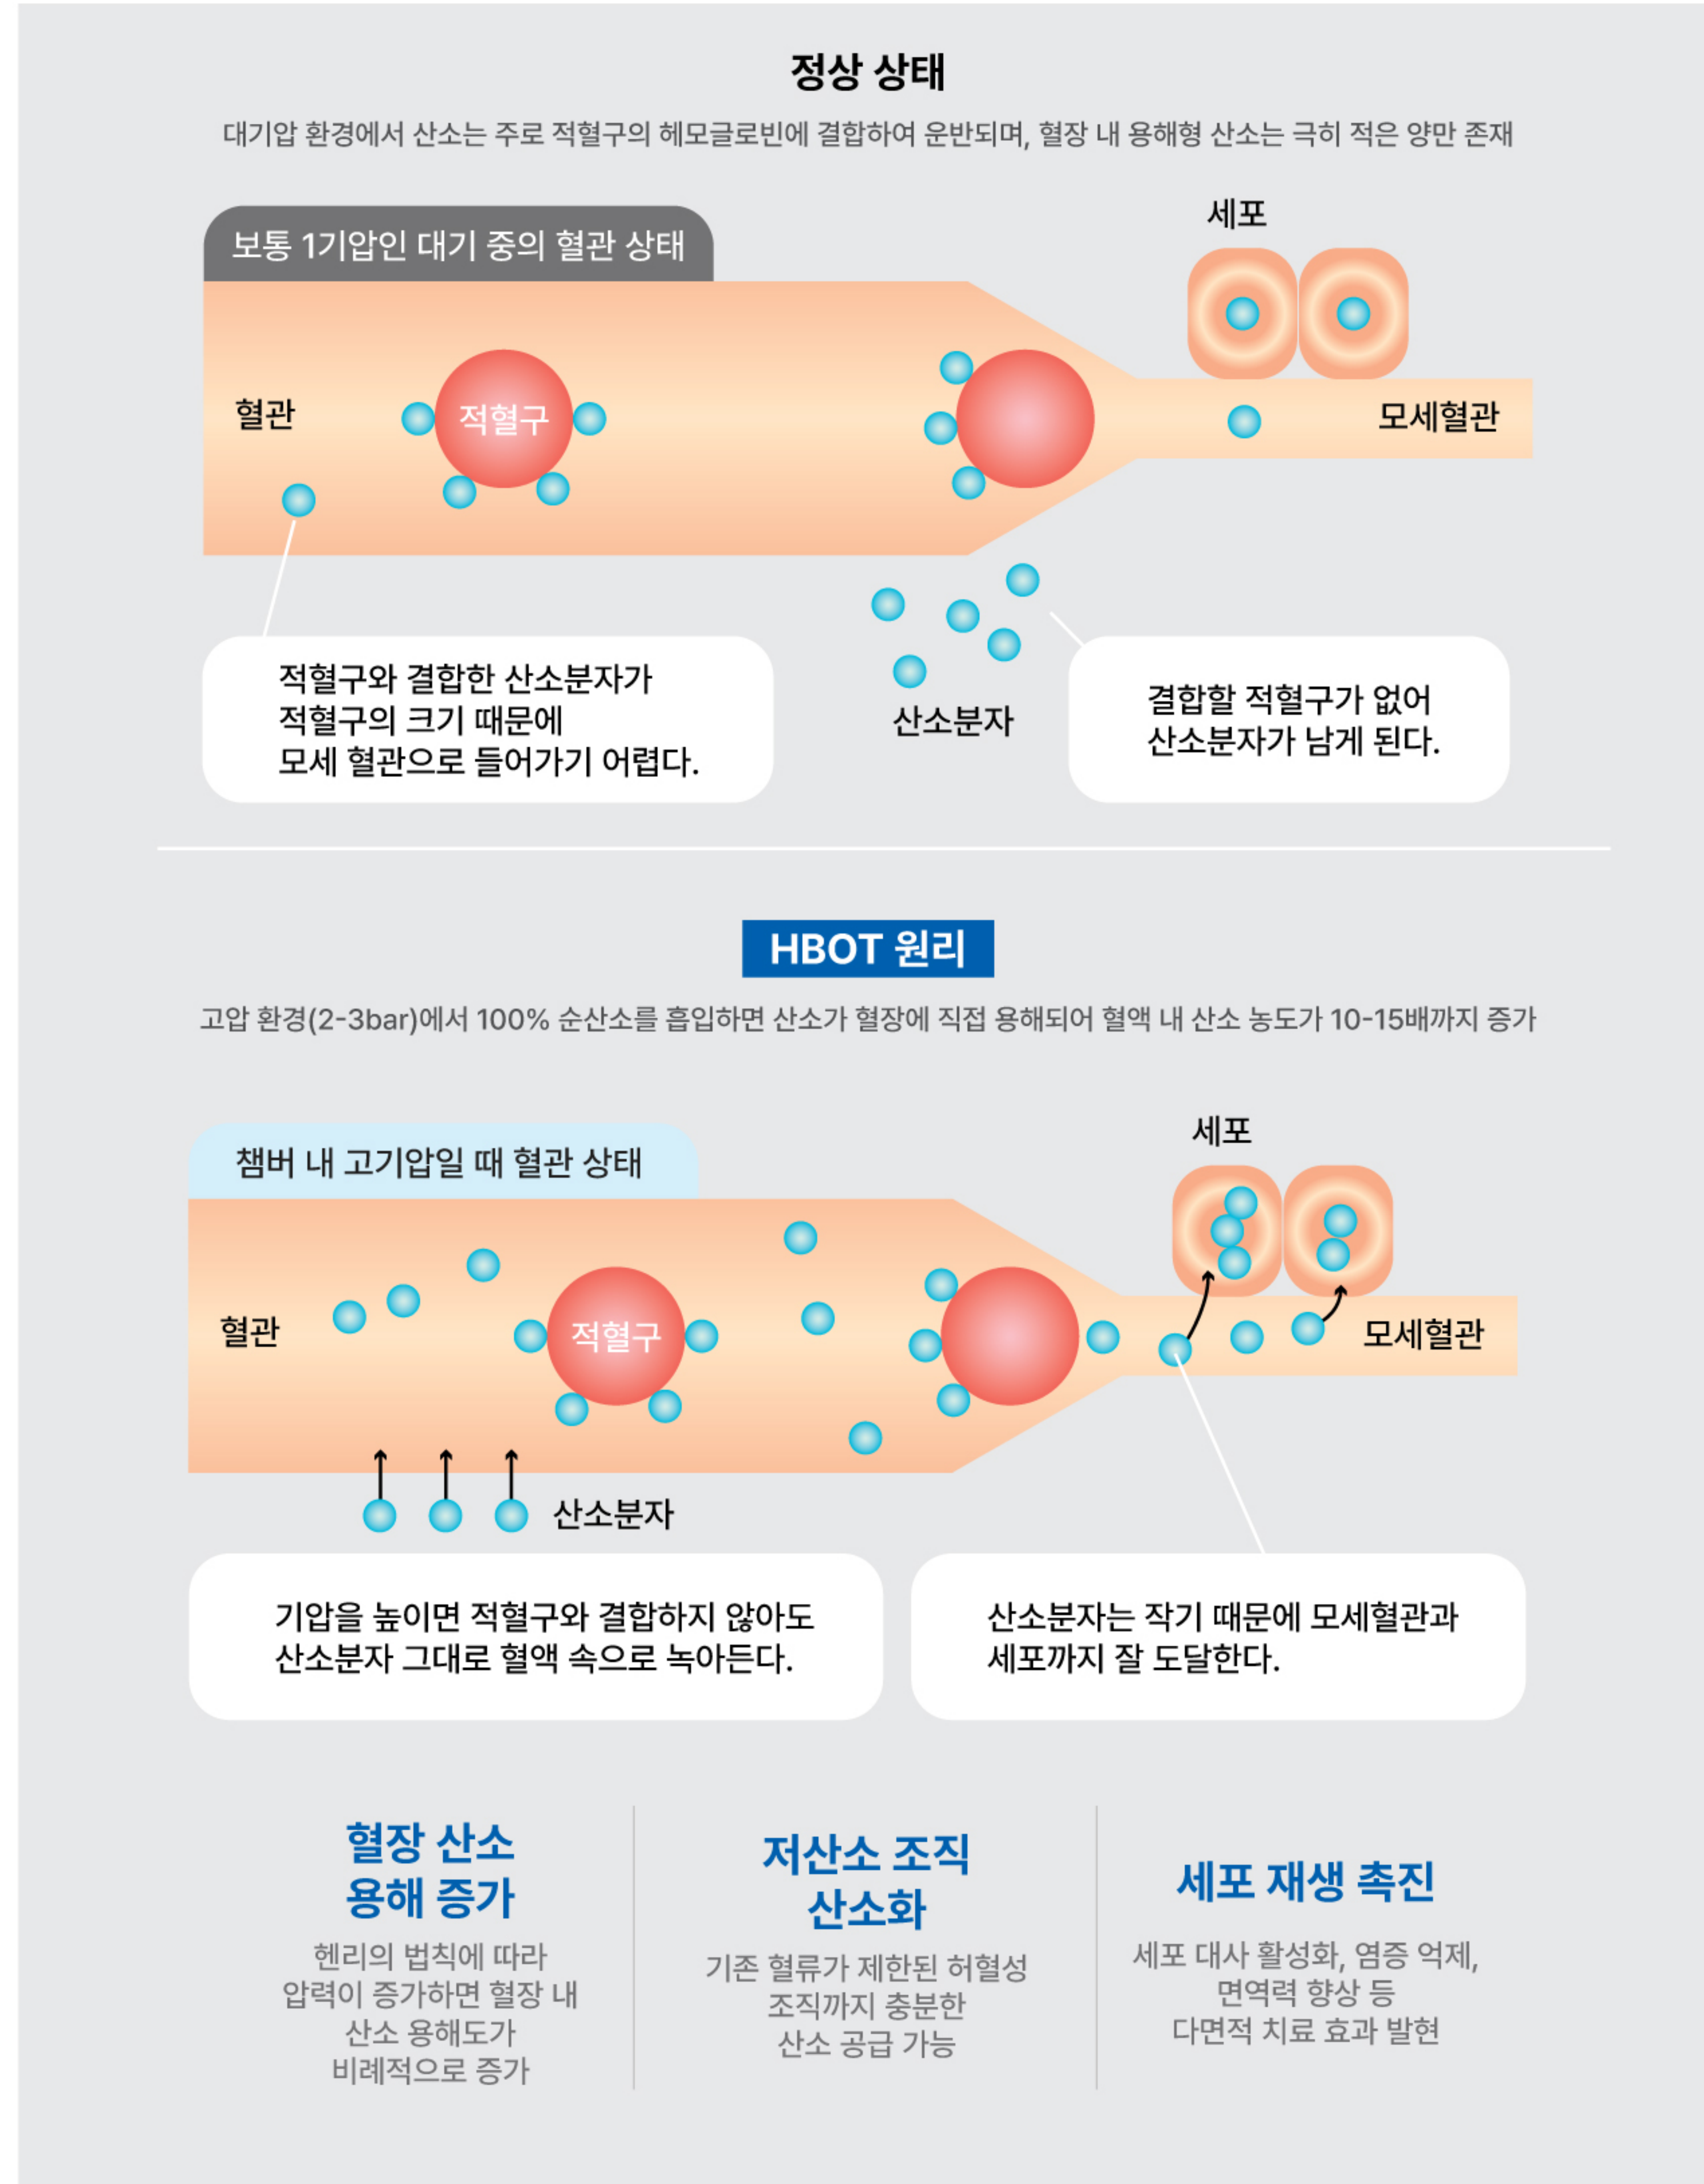 정상 상태
대기압 환경에서 산소는 주로 적혈구의 헤모글로빈에 결합하여 운반되며, 혈장 내 용해형 산소는 극히 적은 양만 존재
세포
보통 1기압인 대기 중의 혈관 상태
혈관
적혈구
모세혈관
적혈구와 결합한 산소분자가
적혈구의 크기 때문에
모세 혈관으로 들어가기 어렵다.
산소분자
결합할 적혈구가 없어
산소분자가 남게 된다.
HBOT 원리
고압 환경(2-3bar)에서 100% 순산소를 흡입하면 산소가 혈장에 직접 용해되어 혈액 내 산소 농도가 10-15배까지 증가
세포
챔버 내 고기압일 때 혈관 상태
혈관
적혈구
모세혈관
산소분자
기압을 높이면 적혈구와 결합하지 않아도
산소분자 그대로 혈액 속으로 녹아든다.
산소분자는 작기 때문에 모세혈관과
세포까지 잘 도달한다.
혈장 산소
용해 증가
헨리의 법칙에 따라
압력이 증가하면 혈장 내
산소 용해도가
비례적으로 증가
저산소 조직
산소화
기존 혈류가 제한된 허혈성
조직까지 충분한
산소 공급 가능
세포 재생 촉진
세포 대사 활성화, 염증 억제,
면역력 향상 등
다면적 치료 효과 발현